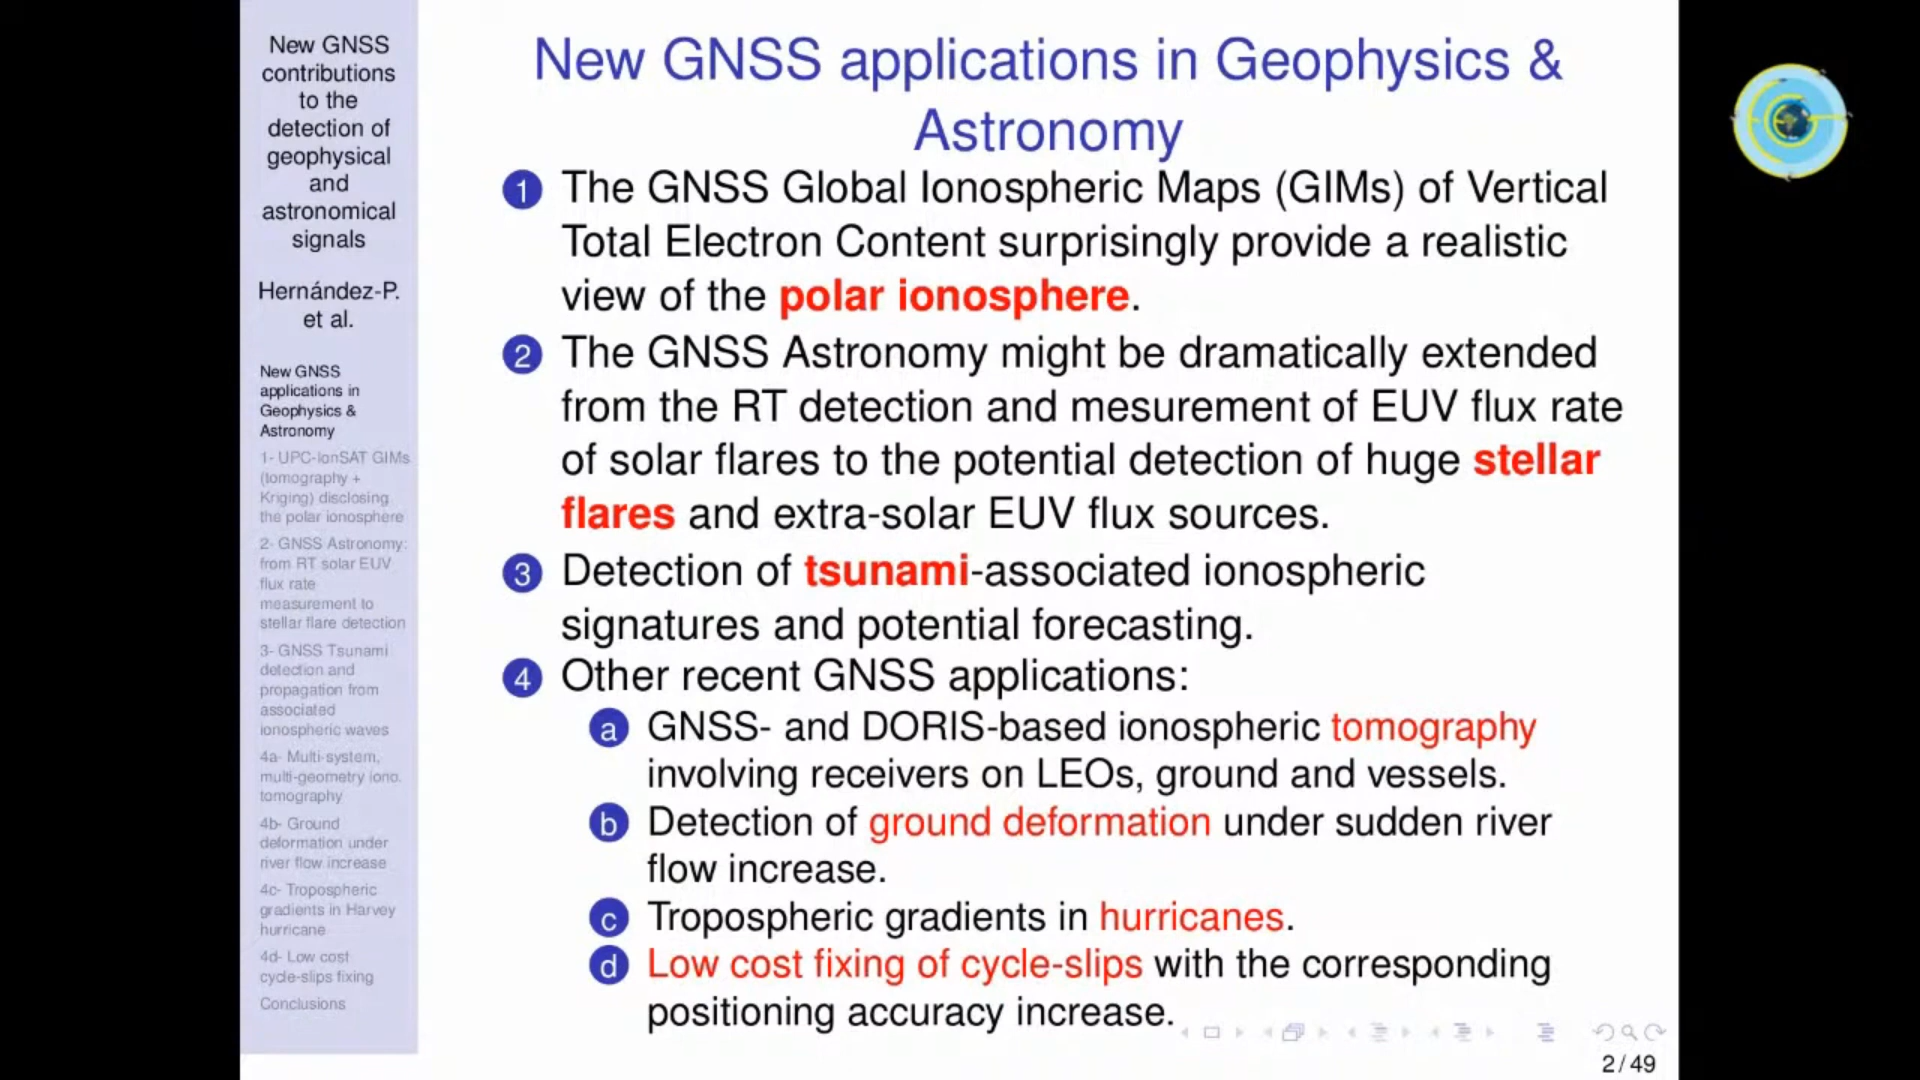 New GNSS
contributions
to the
detection of
geophysical
and
astronomical
signals
Hernández-P.
et al.
New GNSS
applications in
Geophysics &
Astronomy
1- UPC-IonSAT GIMs
(tomography +
Kriging) disclosing
the polar ionosphere
2- GNSS Astronomy:
from RT solar EUV
flux rate
measurement to
stellar flare detection
3- GNSS Tsunami
detection and
propagation from
associated
ionospheric waves
4a- Multi-system,
multi-geometry iono.
tomography
4b- Ground
deformation under
river flow increase
4c- Tropospheric
gradients in Harvey
hurricane
4d- Low cost
cycle-slips fixing
Conclusions
New GNSS applications in Geophysics &
Astronomy
1 The GNSS Global Ionospheric Maps (GIMs) of Vertical
Total Electron Content surprisingly provide a realistic
view of the polar ionosphere.
2 The GNSS Astronomy might be dramatically extended
from the RT detection and mesurement of EUV flux rate
of solar flares to the potential detection of huge stellar
flares and extra-solar EUV flux sources.
3 Detection of tsunami-associated ionospheric
signatures and potential forecasting.
4 Other recent GNSS applications:
a GNSS- and DORIS-based ionospheric tomography
involving receivers on LEOs, ground and vessels.
b Detection of ground deformation under sudden river
flow increase.
c Tropospheric gradients in hurricanes.
d Low cost fixing of cycle-slips with the corresponding
positioning accuracy increase.
2/49